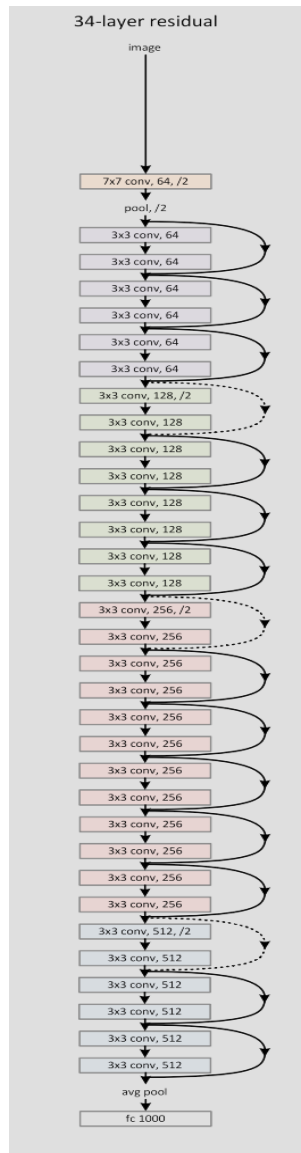 34-layer residual
image
7x7 conv, 64, /2
pool, /2
3x3 conv, 64
3x3 conv, 64
3x3 conv, 64
3x3 conv, 64
3x3 conv, 64
3x3 conv, 64
3x3 conv, 128, /2
3x3 conv, 128
3x3 conv, 128
3x3 conv, 128
3x3 conv, 128
3x3 conv, 128
3x3 conv, 128
3x3 conv, 128
3x3 conv, 256, /2
3x3 conv, 256
3x3 conv, 256
3x3 conv, 256
3x3 conv, 256
3x3 conv, 256
3x3 conv, 256
3x3 conv, 256
3x3 conv, 256
3x3 conv, 256
3x3 conv, 256
3x3 conv, 256
3x3 conv, 512, /2
3x3 conv, 512
3x3 conv, 512
3x3 conv, 512
3x3 conv, 512
3x3 conv, 512
avg pool
fc 1000